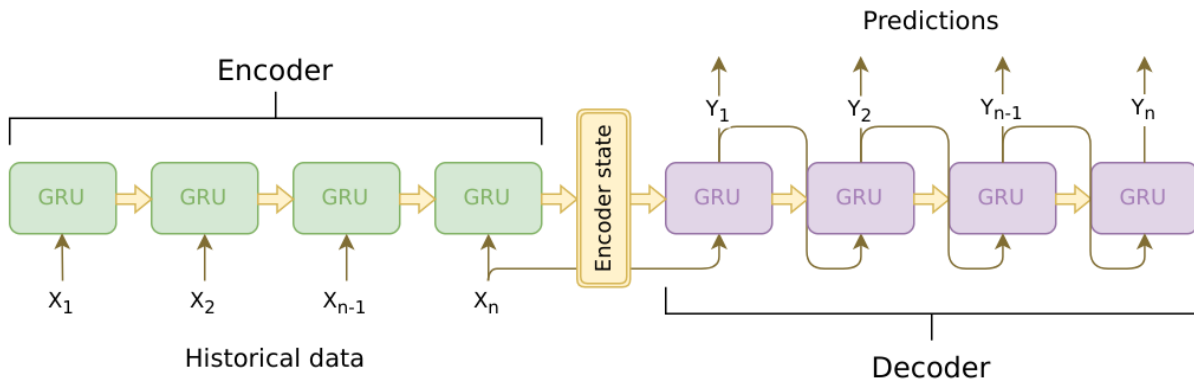 Predictions
Encoder
Y₁ Y₂ Yₙ₋₁ Yₙ
GRU GRU GRU GRU Encoder state GRU GRU GRU GRU
X₁ X₂ Xₙ₋₁ Xₙ
Historical data
Decoder